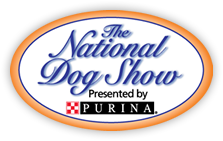 The
National
Dog Show
Presented by
PURINA®